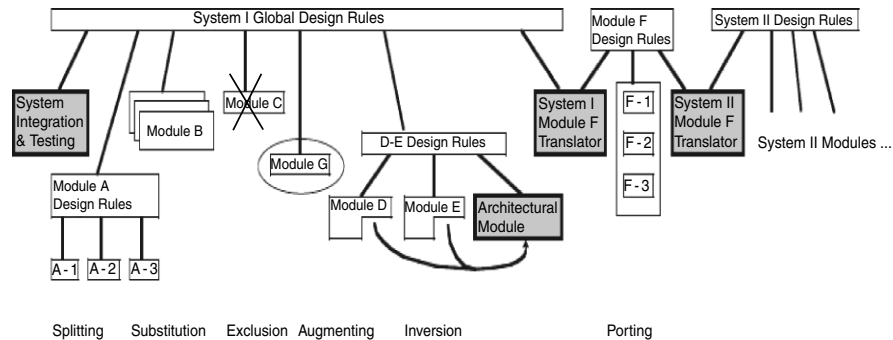 System I Global Design Rules
Module F
Design Rules
System II Design Rules
System
Integration
& Testing
Module B
Module C
Module G
D-E Design Rules
System I
Module F
Translator
F - 1
F - 2
F - 3
System II
Module F
Translator
System II Modules ...
Module A
Design Rules
A - 1
A - 2
A - 3
Module D
Module E
Architectural
Module
Splitting
Substitution
Exclusion
Augmenting
Inversion
Porting